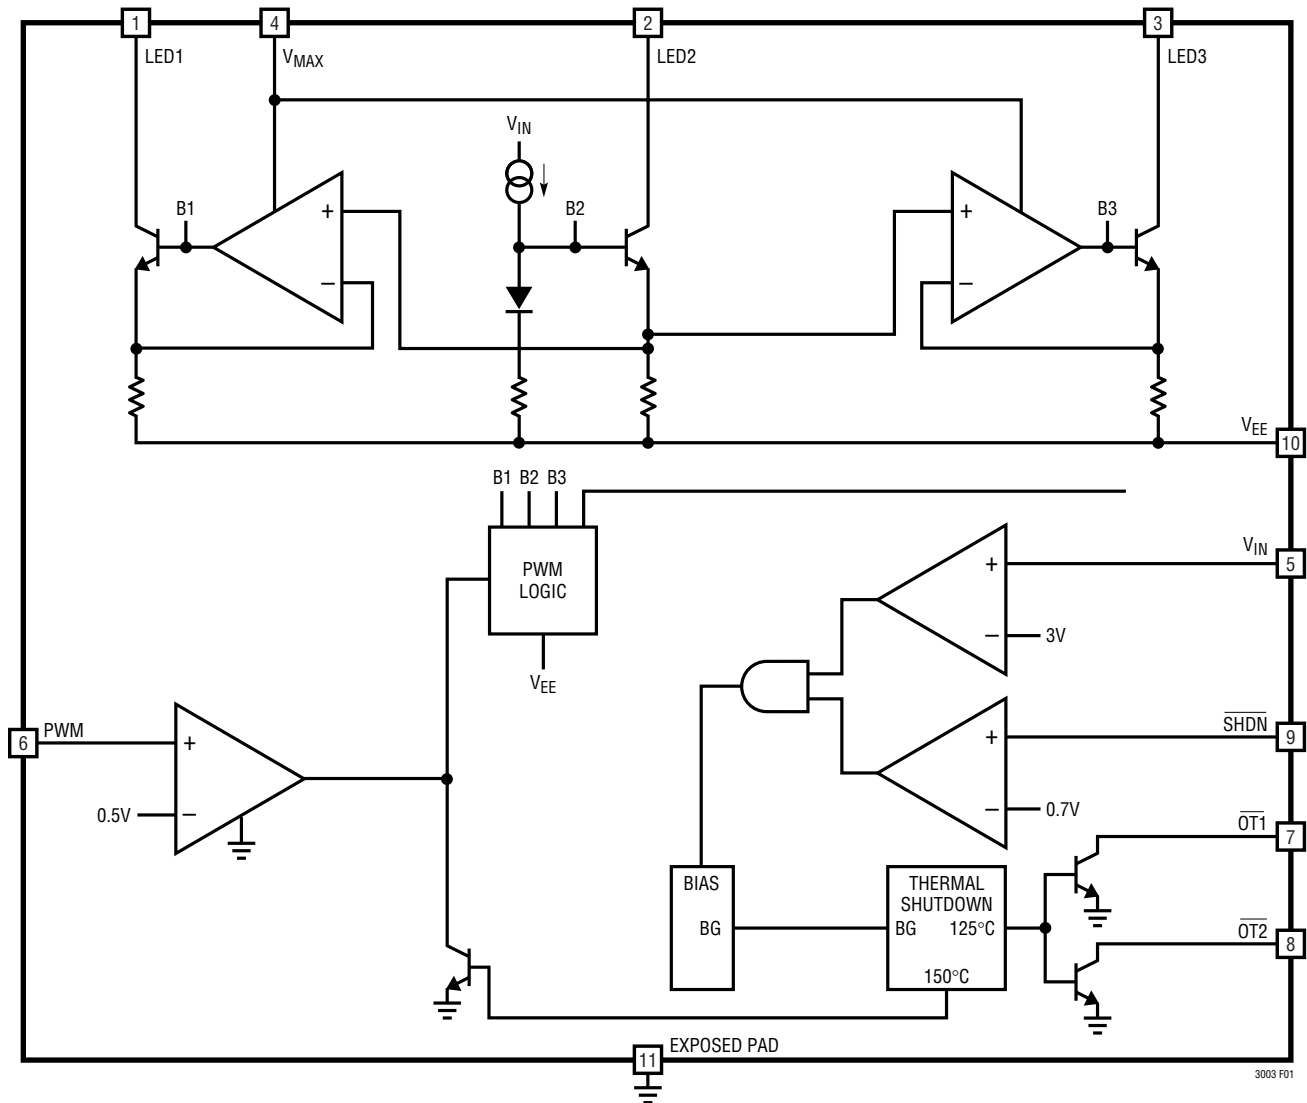 1
4
2
3
LED1
VMAX
LED2
LED3
VIN
B1
B2
B3
+
+
–
–
VEE
10
B1 B2 B3
PWM
LOGIC
VEE
VIN
5
+
–
3V
6
PWM
+
0.5V
–
SHDN
9
+
–
0.7V
OT1
7
BIAS
BG
THERMAL
SHUTDOWN
BG 125°C
150°C
OT2
8
11
EXPOSED PAD
3003 F01